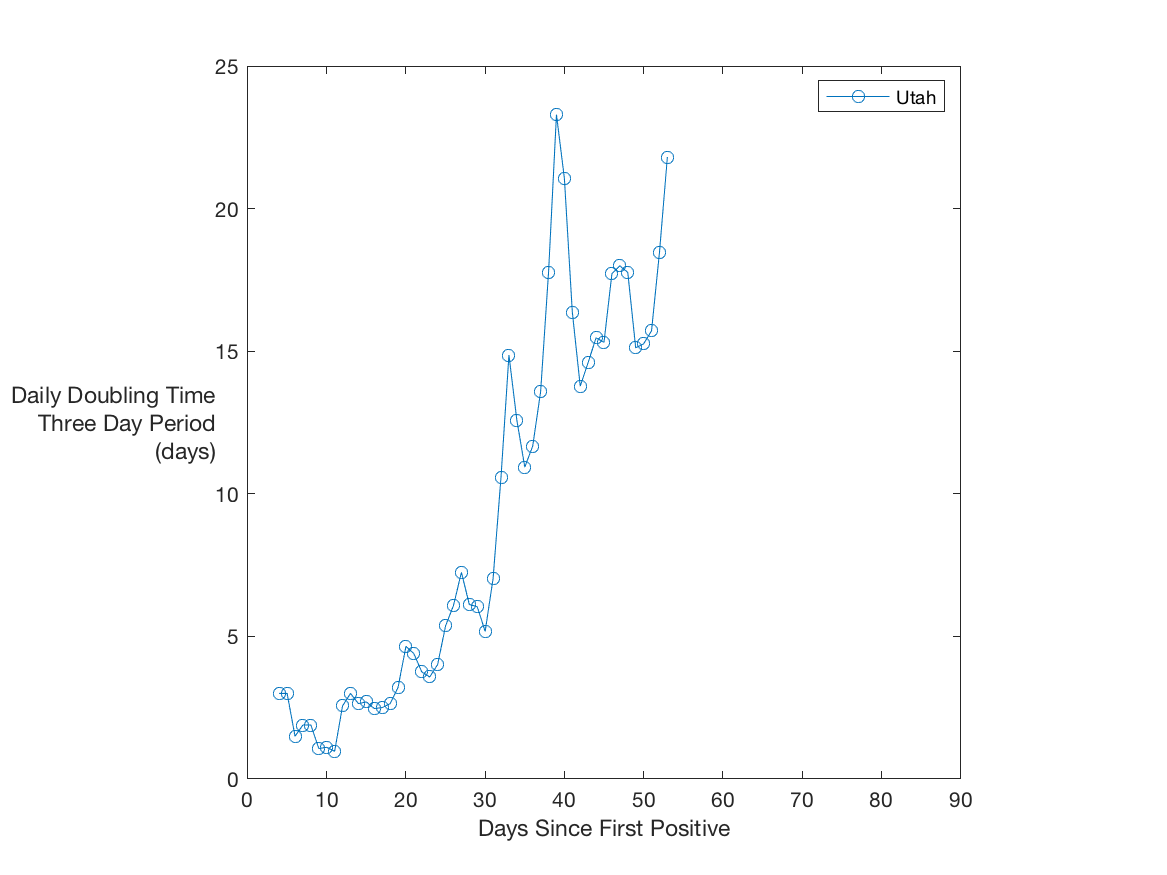 25
Utah
20
15
Daily Doubling Time
Three Day Period
(days)
10
5
0
0 10 20 30 40 50 60 70 80 90
Days Since First Positive